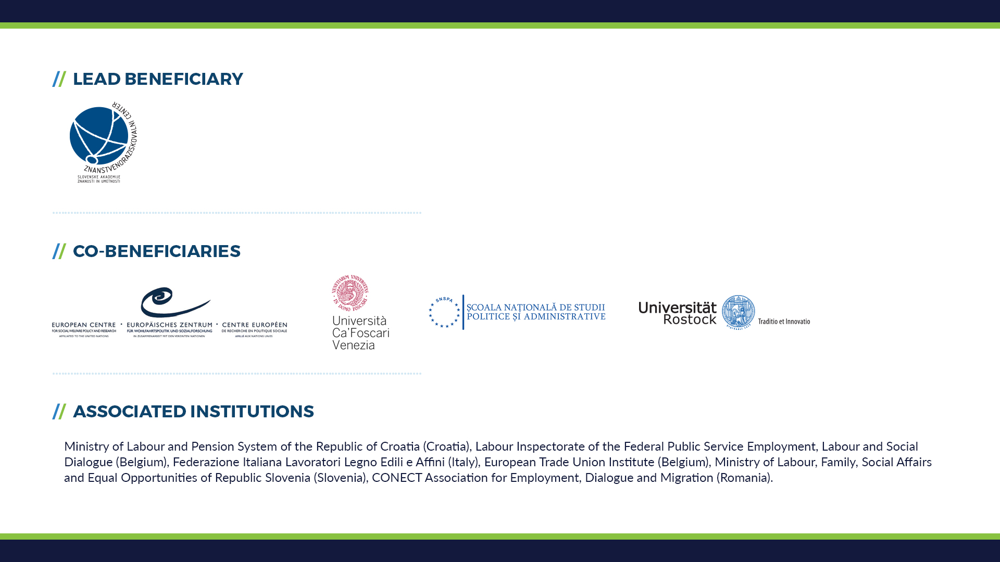 // LEAD BENEFICIARY
ZNANSTVENORAZISKOVALNI CENTER
SLOVENSKE AKADEMIJE
ZNANOSTI IN UMETNOSTI
// CO-BENEFICIARIES
EUROPEAN CENTRE · EUROPÄISCHES ZENTRUM · CENTRE EUROPÉEN
FOR SOCIAL WELFARE POLICY AND RESEARCH FÜR WOHLFAHRTSPOLITIK UND SOZIALFORSCHUNG DE RECHERCHE EN POLITIQUE SOCIALE
AFFILIATED TO THE UNITED NATIONS IN ZUSAMMENARBEIT MIT DEN VEREINTEN NATIONEN AFFILIÉ AUX NATIONS UNIES
VENETIARVM VNIVERSITAS
IN DOMO FOSCARI
Università
Ca'Foscari
Venezia
SNSPA
ȘCOALA NAȚIONALĂ DE STUDII
POLITICE ȘI ADMINISTRATIVE
Universität
Rostock
Traditio et Innovatio
// ASSOCIATED INSTITUTIONS
Ministry of Labour and Pension System of the Republic of Croatia (Croatia), Labour Inspectorate of the Federal Public Service Employment, Labour and Social
Dialogue (Belgium), Federazione Italiana Lavoratori Legno Edili e Affini (Italy), European Trade Union Institute (Belgium), Ministry of Labour, Family, Social Affairs
and Equal Opportunities of Republic Slovenia (Slovenia), CONECT Association for Employment, Dialogue and Migration (Romania).